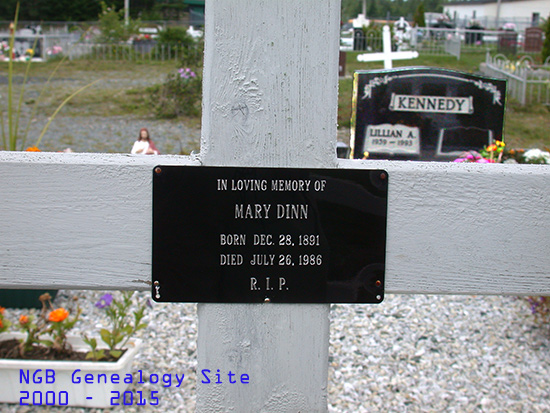 IN LOVING MEMORY OF
MARY DINN
BORN DEC. 28, 1891
DIED JULY 26, 1986
R. I. P.
KENNEDY
LILLIAN A.
1939 - 1983
NGB Genealogy Site
2000 - 2015